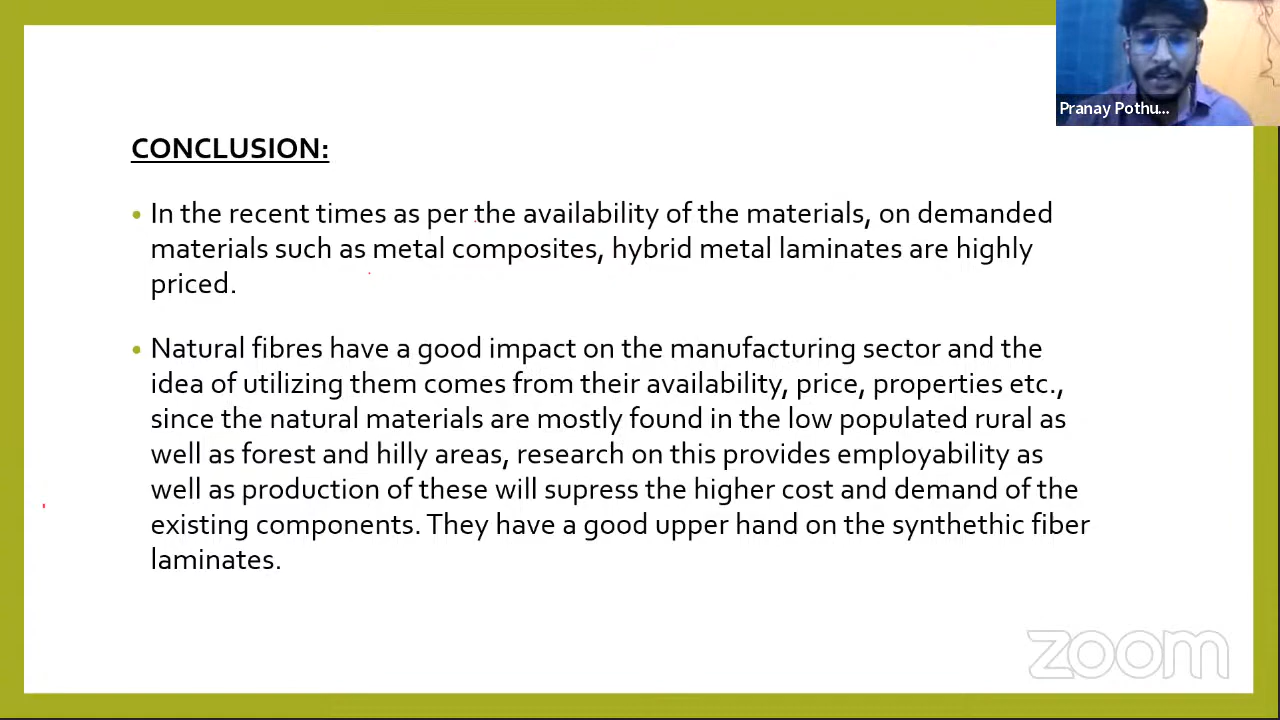 Pranay Pothu...
CONCLUSION:
• In the recent times as per the availability of the materials, on demanded
materials such as metal composites, hybrid metal laminates are highly
priced.
• Natural fibres have a good impact on the manufacturing sector and the
idea of utilizing them comes from their availability, price, properties etc.,
since the natural materials are mostly found in the low populated rural as
well as forest and hilly areas, research on this provides employability as
well as production of these will supress the higher cost and demand of the
existing components. They have a good upper hand on the synthethic fiber
laminates.
zoom